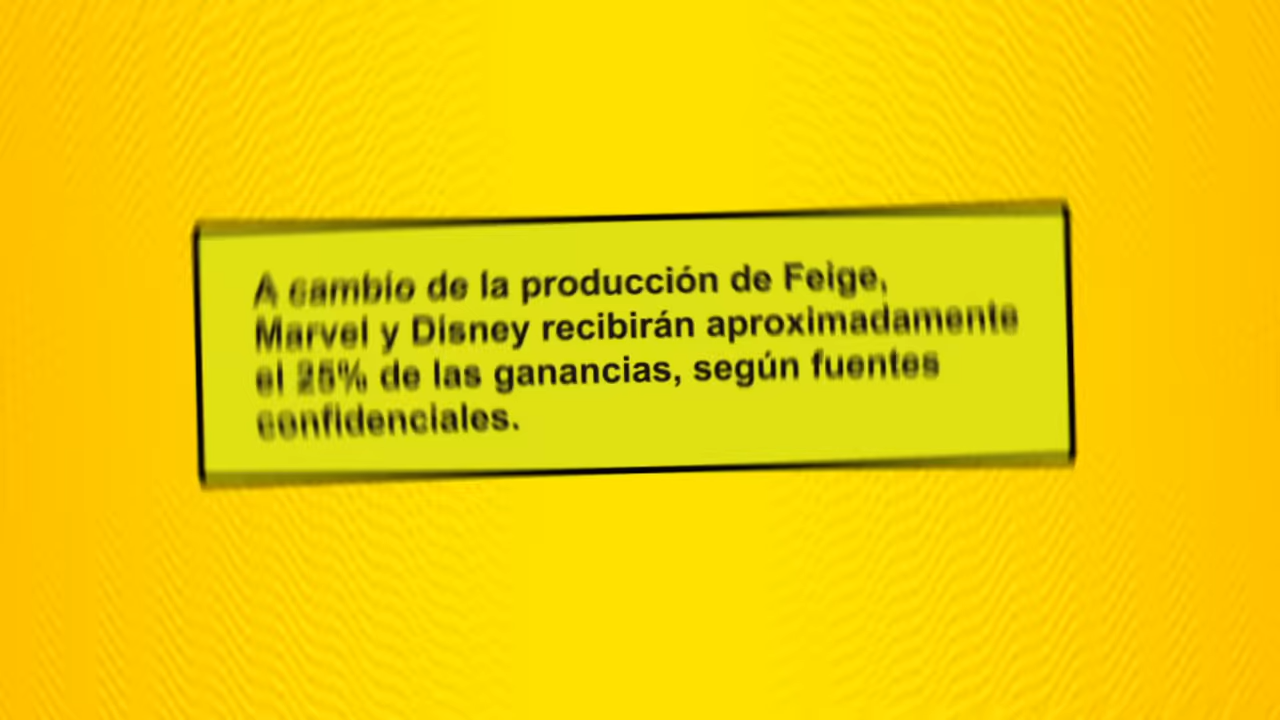 A cambio de la producción de Feige,
Marvel y Disney recibirán aproximadamente
el 25% de las ganancias, según fuentes
confidenciales.